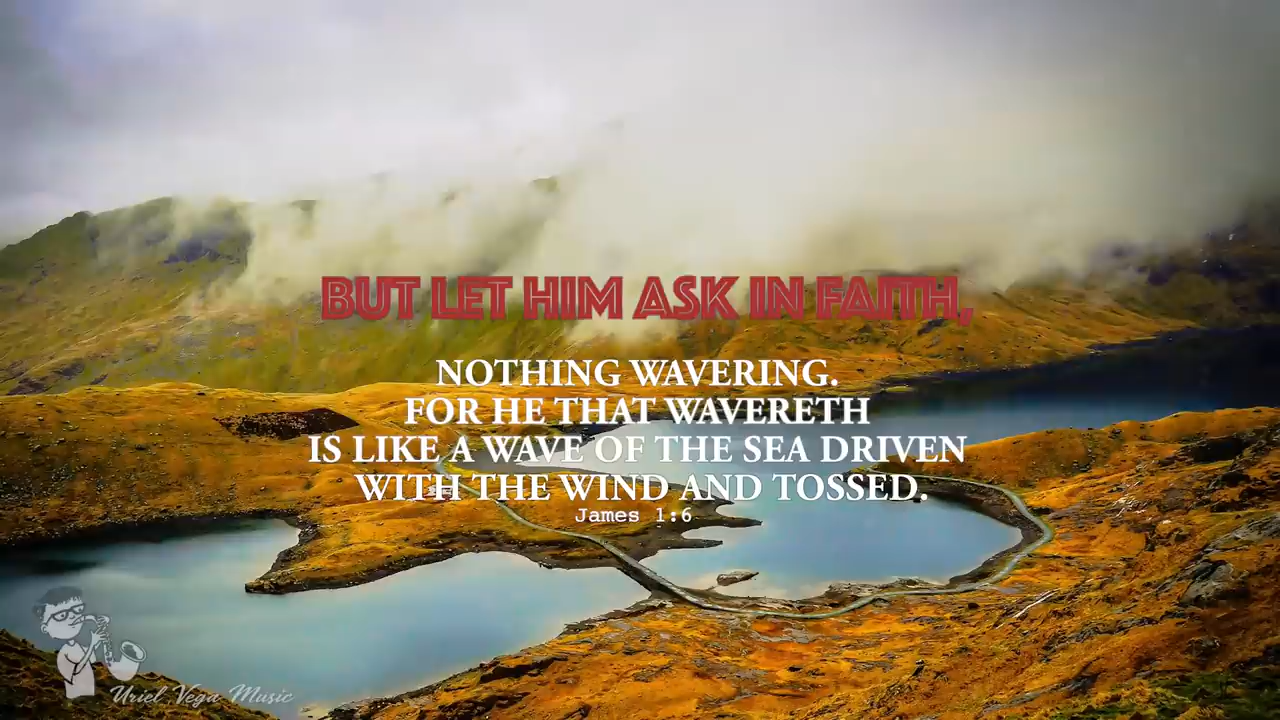 BUT LET HIM ASK IN FAITH,
NOTHING WAVERING.
FOR HE THAT WAVERETH
IS LIKE A WAVE OF THE SEA DRIVEN
WITH THE WIND AND TOSSED.
James 1:6
Uriel Vega Music